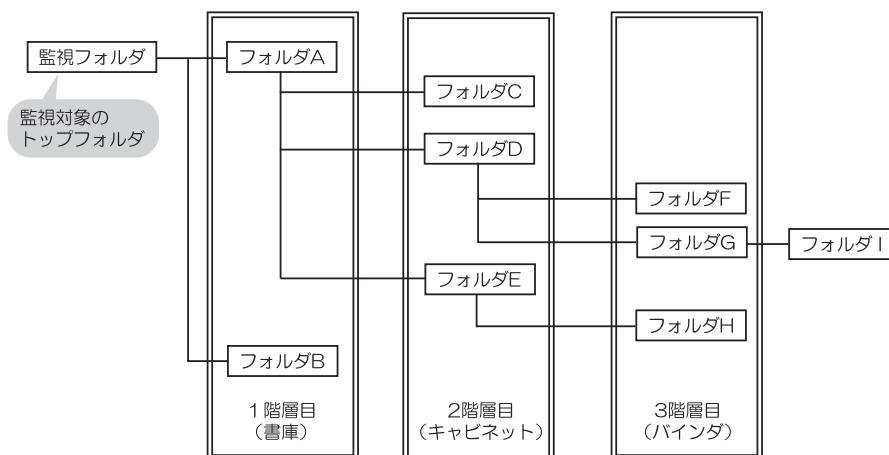 監視フォルダ
監視対象の
トップフォルダ
フォルダA
フォルダB
1階層目
（書庫）
フォルダC
フォルダD
フォルダE
2階層目
（キャビネット）
フォルダF
フォルダG
フォルダH
3階層目
（バインダ）
フォルダI